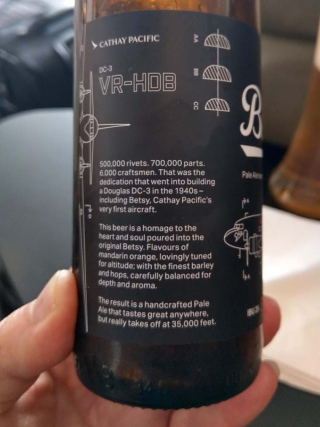 CATHAY PACIFIC
DC-3
VR-HDB
AA
BB
CC
500,000 rivets. 700,000 parts.
6,000 craftsmen. That was the
dedication that went into building
a Douglas DC-3 in the 1940s –
including Betsy, Cathay Pacific's
very first aircraft.
This beer is a homage to the
heart and soul poured into the
original Betsy. Flavours of
mandarin orange, lovingly tuned
for altitude; with the finest barley
and hops, carefully balanced for
depth and aroma.
The result is a handcrafted Pale
Ale that tastes great anywhere,
but really takes off at 35,000 feet.
B
Pale Ale